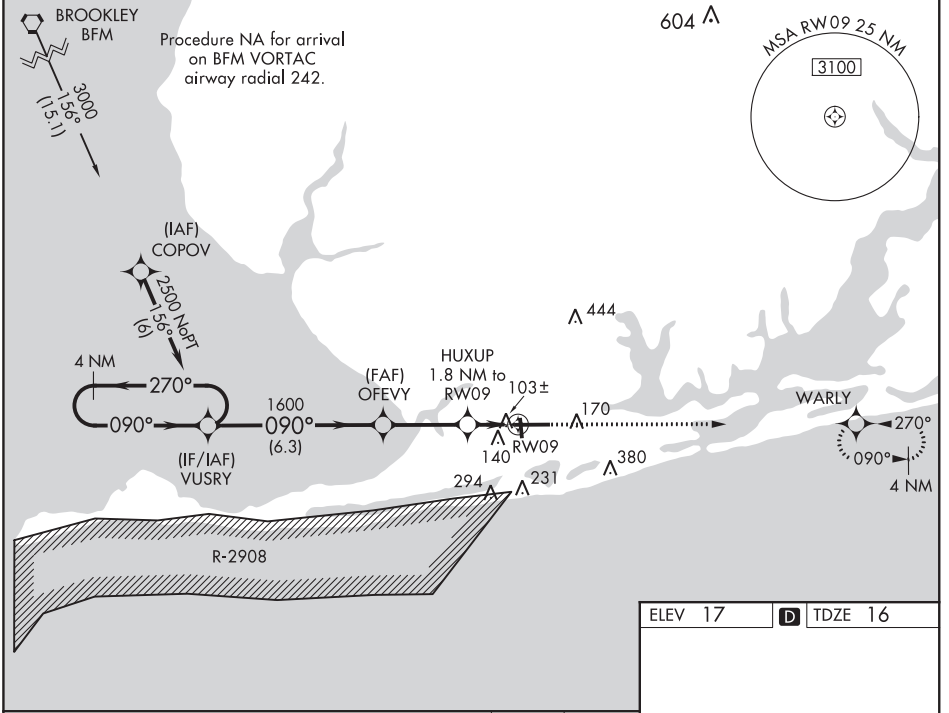 BROOKLEY
BFM
Procedure NA for arrival
on BFM VORTAC
airway radial 242.
604
MSA RW09 25 NM
3100
3000
156°
(15.1)
(IAF)
COPOV
2500 NoPT
156°
(6)
4 NM
270°
090°
(IF/IAF)
VUSRY
1600
090°
(6.3)
(FAF)
OFEVY
HUXUP
1.8 NM to
RW09
103±
444
170
140
RW09
380
294
231
WARLY
270°
090°
4 NM
R-2908
ELEV 17
D
TDZE 16